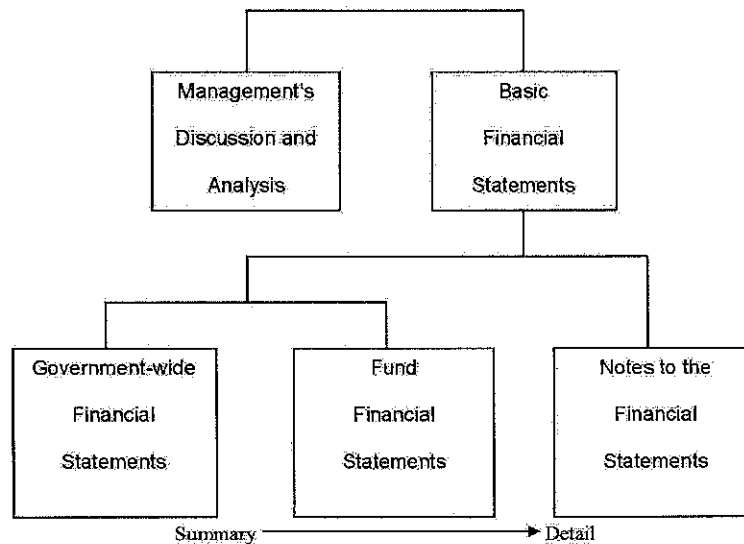 Management's
Discussion and
Analysis
Basic
Financial
Statements
Government-wide
Financial
Statements
Fund
Financial
Statements
Notes to the
Financial
Statements
Summary
Detail